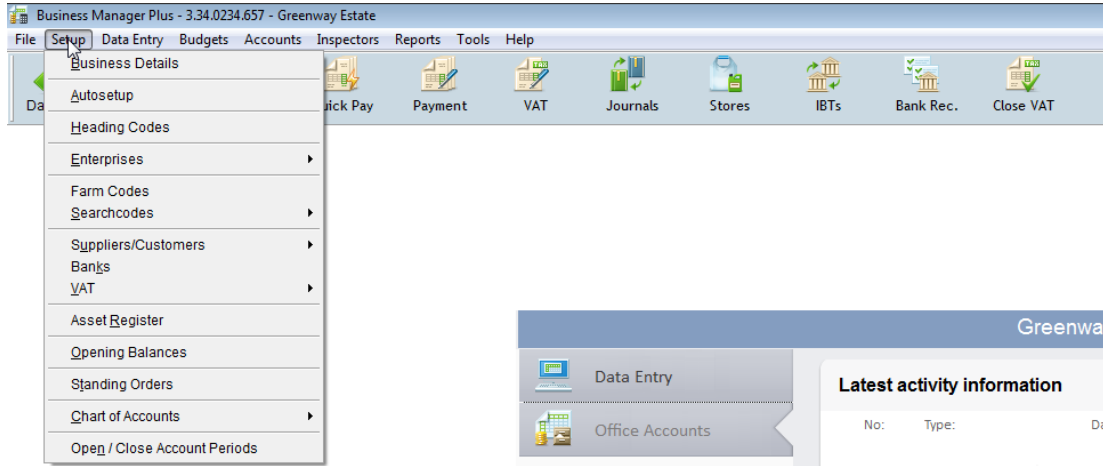 Business Manager Plus - 3.34.0234.657 - Greenway Estate
File Setup Data Entry Budgets Accounts Inspectors Reports Tools Help
Payment VAT Journals Stores IBTs Bank Rec. Close VAT
Business Details
Autosetup
Heading Codes
Enterprises
Farm Codes
Searchcodes
Suppliers/Customers
Banks
VAT
Asset Register
Opening Balances
Standing Orders
Chart of Accounts
Open / Close Account Periods
Data Entry
Office Accounts
Latest activity information
No: Type: